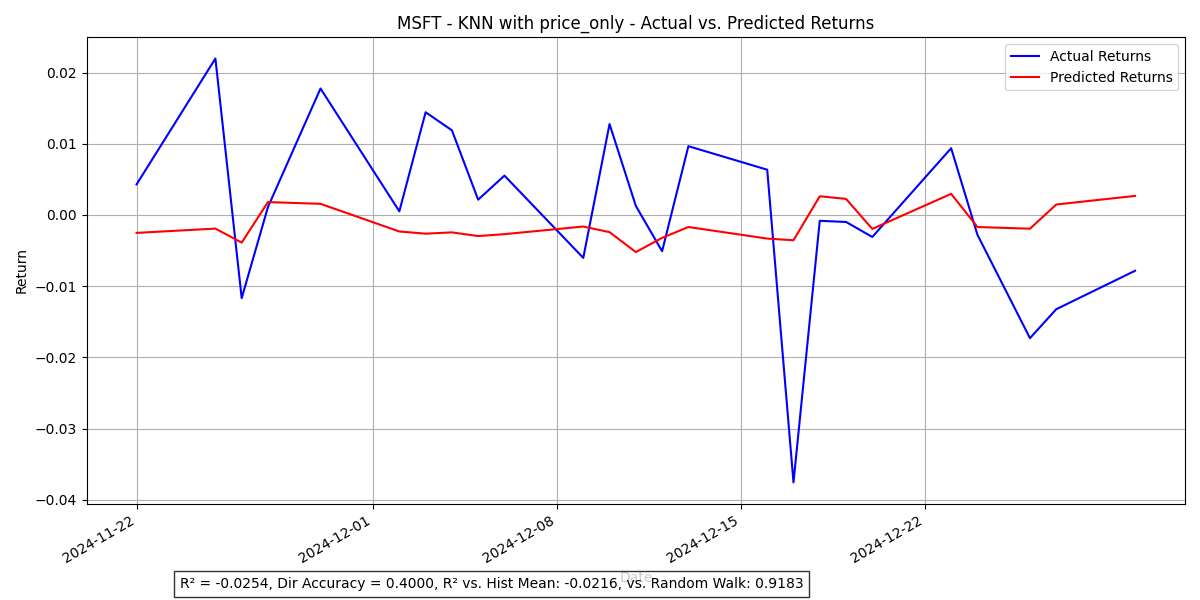 MSFT - KNN with price_only - Actual vs. Predicted Returns
Actual Returns
Predicted Returns
Return
0.02
0.01
0.00
−0.01
−0.02
−0.03
−0.04
2024-11-22
2024-12-01
2024-12-08
2024-12-15
2024-12-22
Date
R² = -0.0254, Dir Accuracy = 0.4000, R² vs. Hist Mean: -0.0216, vs. Random Walk: 0.9183